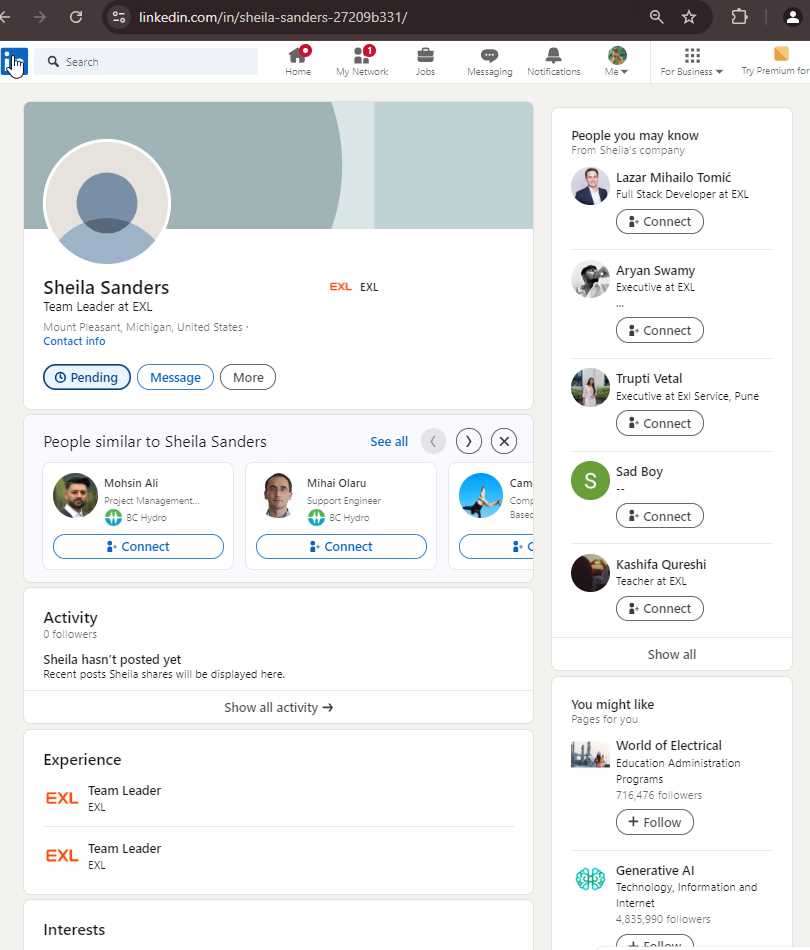 linkedin.com/in/sheila-sanders-27209b331/
Search
Home
1
My Network
Jobs
Messaging
Notifications
Me
For Business
Try Premium for
Sheila Sanders
Team Leader at EXL
Mount Pleasant, Michigan, United States ·
Contact info
EXL EXL
Pending
Message
More
People similar to Sheila Sanders
See all
Mohsin Ali
Project Management...
BC Hydro
Connect
Mihai Olaru
Support Engineer
BC Hydro
Connect
Cam
Comp
Based
C
Activity
0 followers
Sheila hasn't posted yet
Recent posts Sheila shares will be displayed here.
Show all activity →
Experience
EXL
Team Leader
EXL
EXL
Team Leader
EXL
Interests
People you may know
From Sheila's company
Lazar Mihailo Tomić
Full Stack Developer at EXL
Connect
Aryan Swamy
Executive at EXL
...
Connect
Trupti Vetal
Executive at Exl Service, Pune
Connect
S
Sad Boy
--
Connect
Kashifa Qureshi
Teacher at EXL
Connect
Show all
You might like
Pages for you
World of Electrical
Education Administration
Programs
716,476 followers
+ Follow
Generative AI
Technology, Information and
Internet
4,835,990 followers
+ Follow